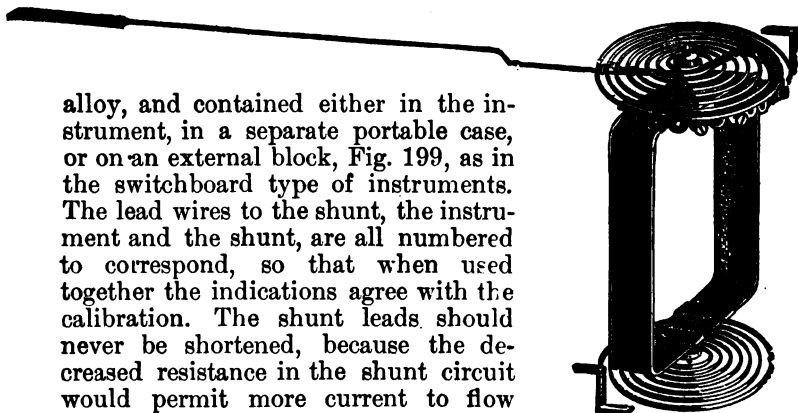 alloy, and contained either in the in-
strument, in a separate portable case,
or on an external block, Fig. 199, as in
the switchboard type of instruments.
The lead wires to the shunt, the instru-
ment and the shunt, are all numbered
to correspond, so that when used
together the indications agree with the
calibration. The shunt leads should
never be shortened, because the de-
creased resistance in the shunt circuit
would permit more current to flow